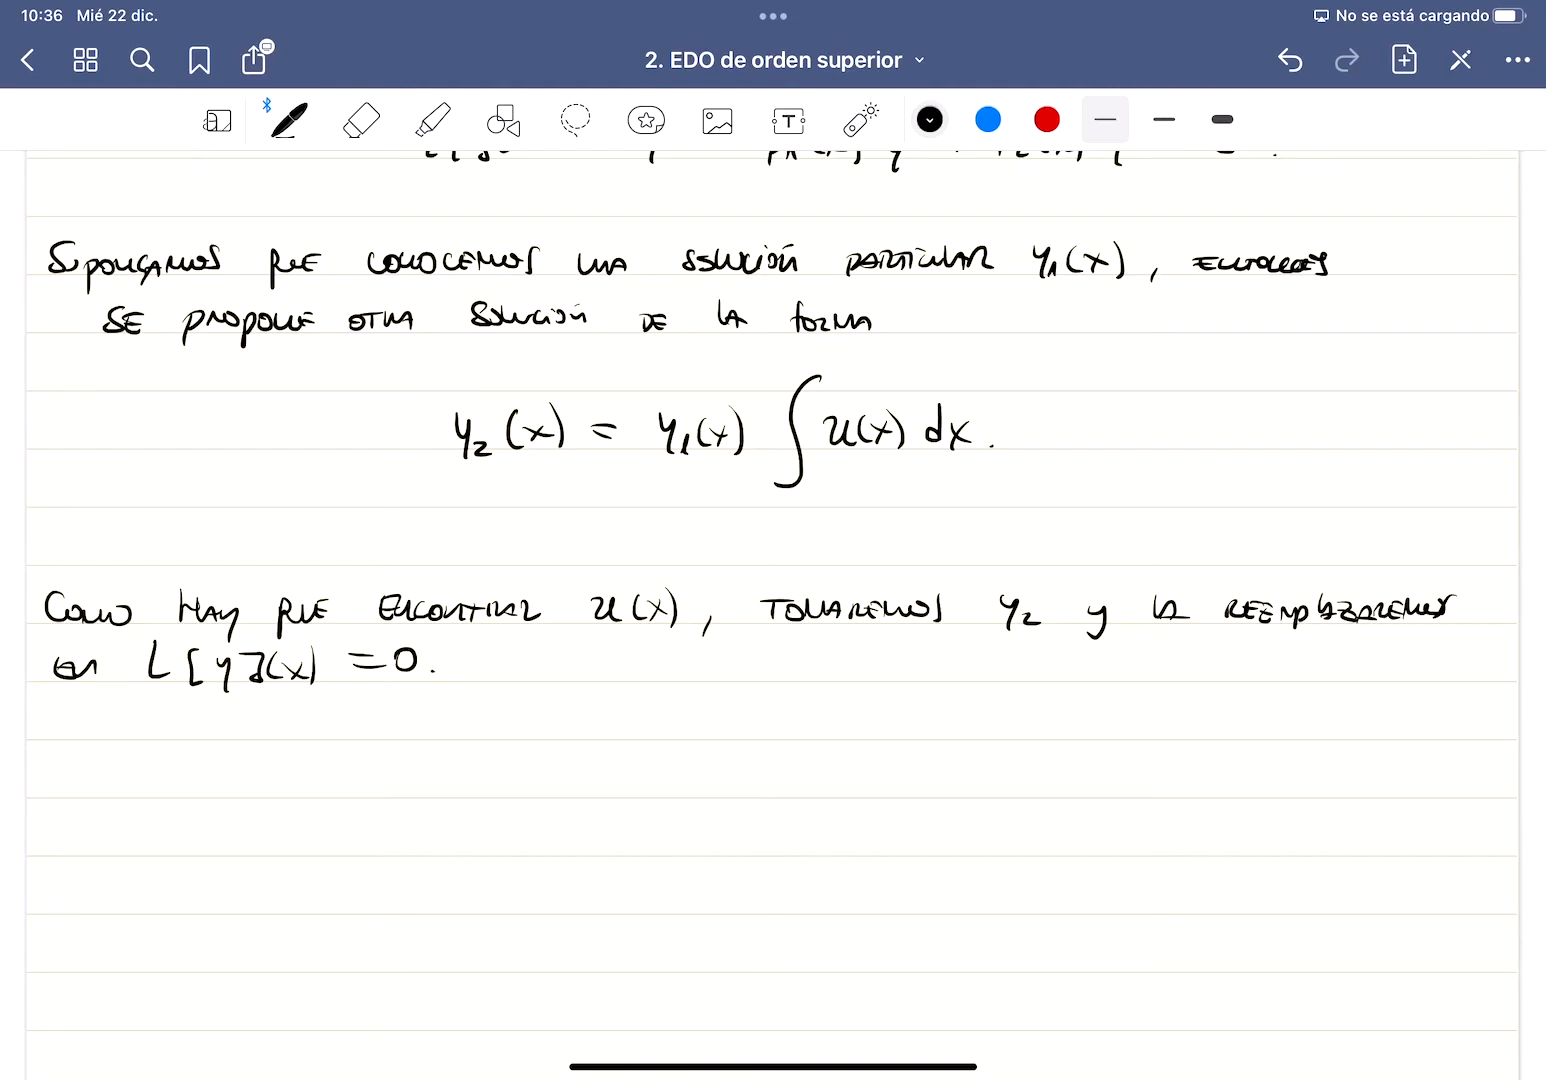 10:36 Mié 22 dic.
No se está cargando
2. EDO de orden superior
Supongamos que conocemos una solución particular y₁(x), entonces
se propone otra solución de la forma
y₂(x) = y₁(x) ∫ u(x) dx.
Como hay que encontrar u(x), tomaremos y₂ y la reemplazaremos
en L[y](x) = 0.